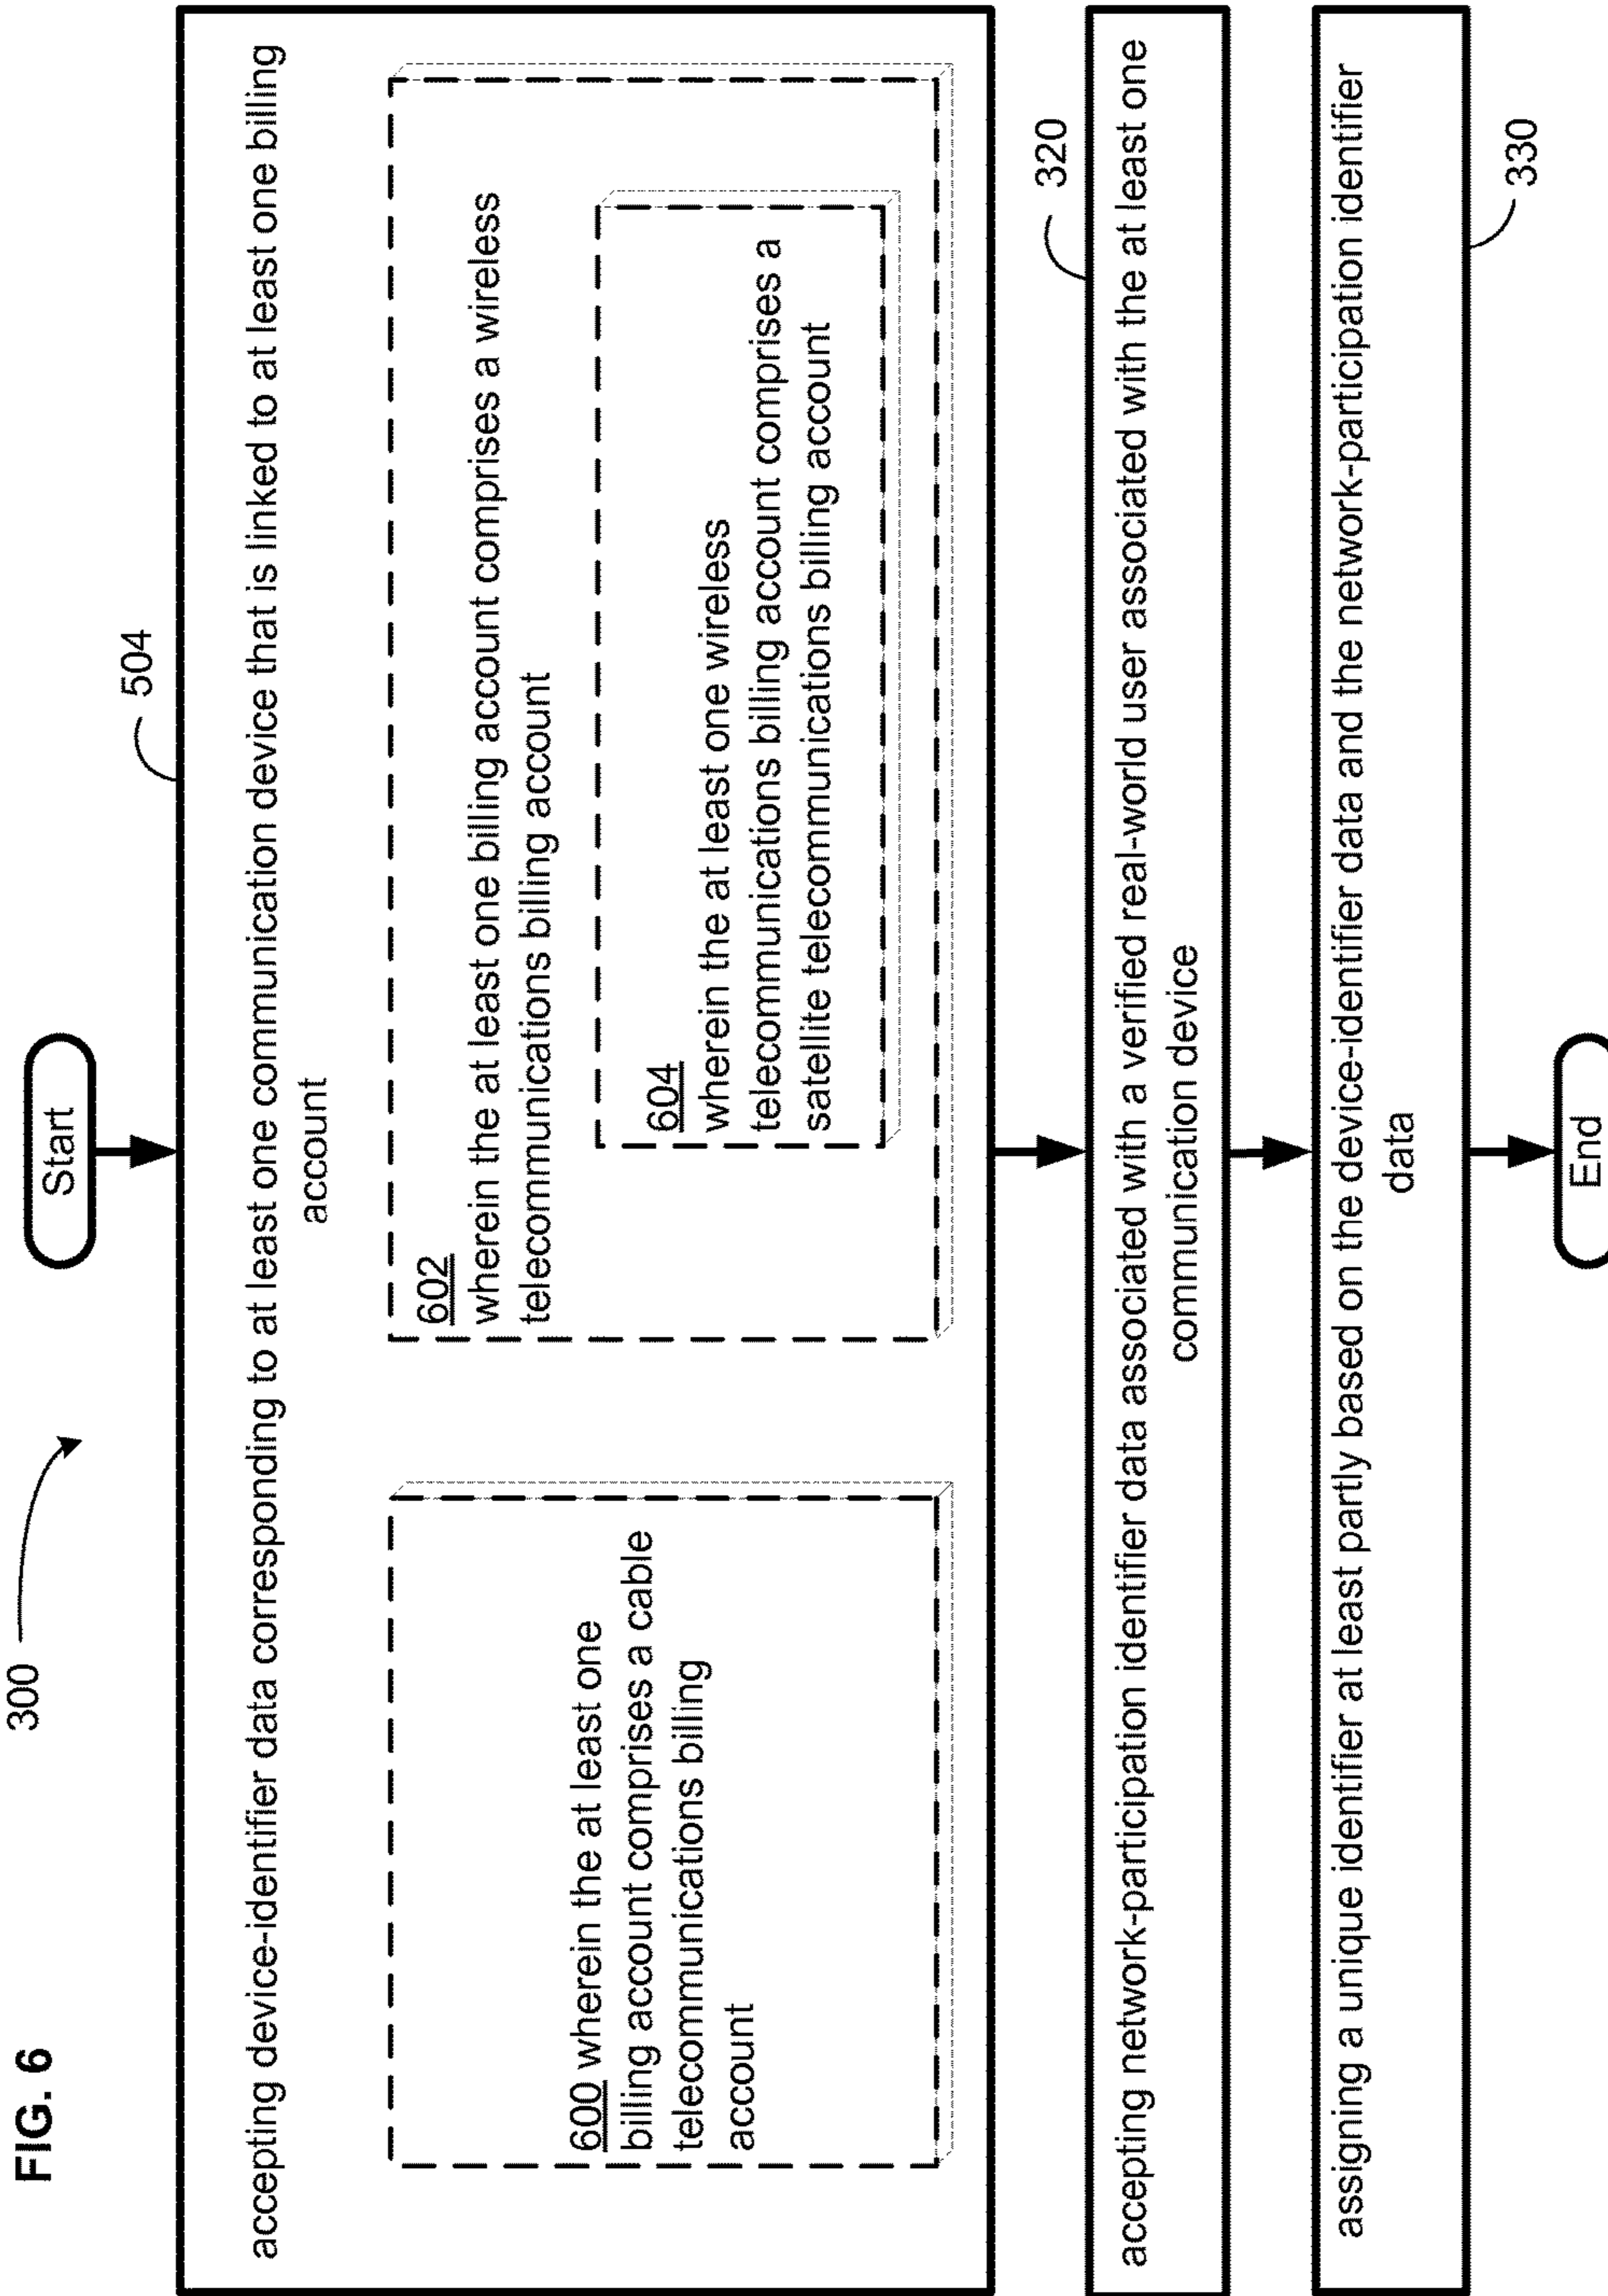 FIG. 6
300
Start
504
accepting device-identifier data corresponding to at least one communication device that is linked to at least one billing
account
600 wherein the at least one
billing account comprises a cable
telecommunications billing
account
602
wherein the at least one billing account comprises a wireless
telecommunications billing account
604
wherein the at least one wireless
telecommunications billing account comprises a
satellite telecommunications billing account
320
accepting network-participation identifier data associated with a verified real-world user associated with the at least one
communication device
assigning a unique identifier at least partly based on the device-identifier data and the network-participation identifier
data
330
End